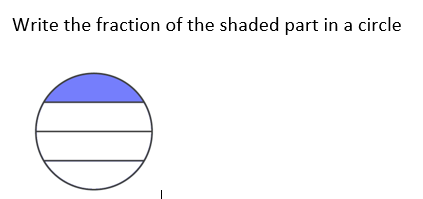 Write the fraction of the shaded part in a circle